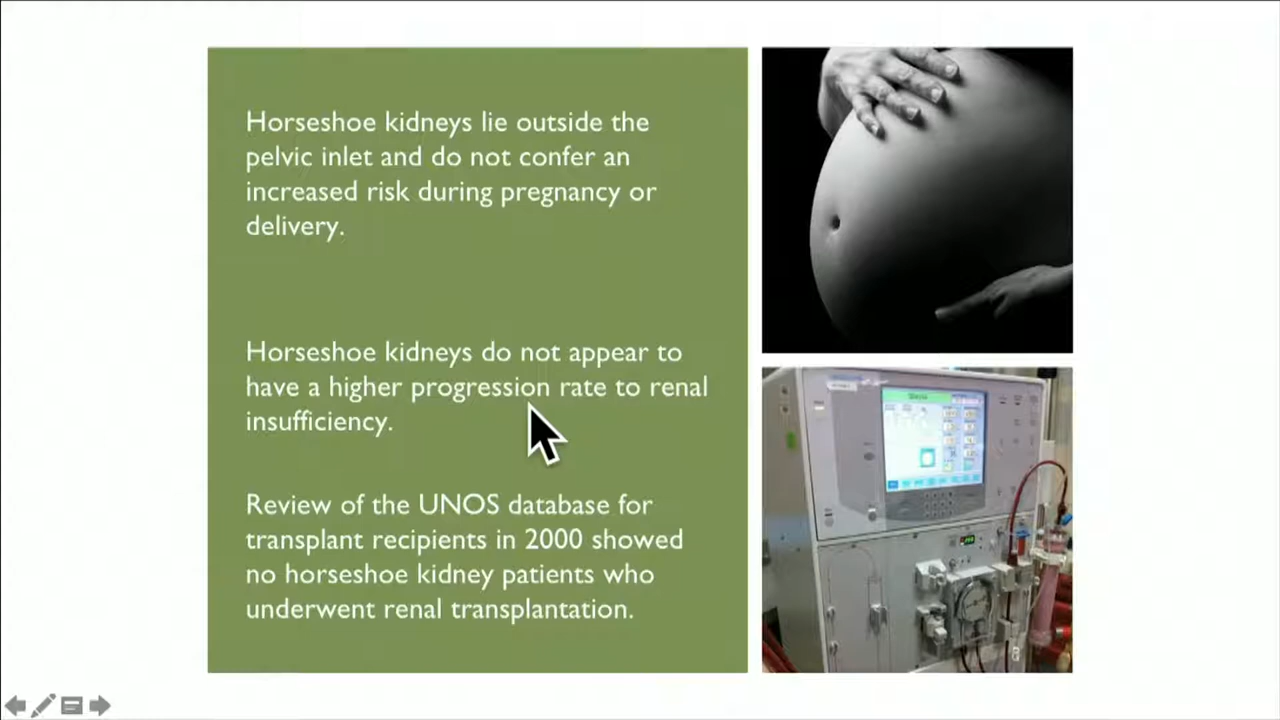 Horseshoe kidneys lie outside the
pelvic inlet and do not confer an
increased risk during pregnancy or
delivery.
Horseshoe kidneys do not appear to
have a higher progression rate to renal
insufficiency.
Review of the UNOS database for
transplant recipients in 2000 showed
no horseshoe kidney patients who
underwent renal transplantation.